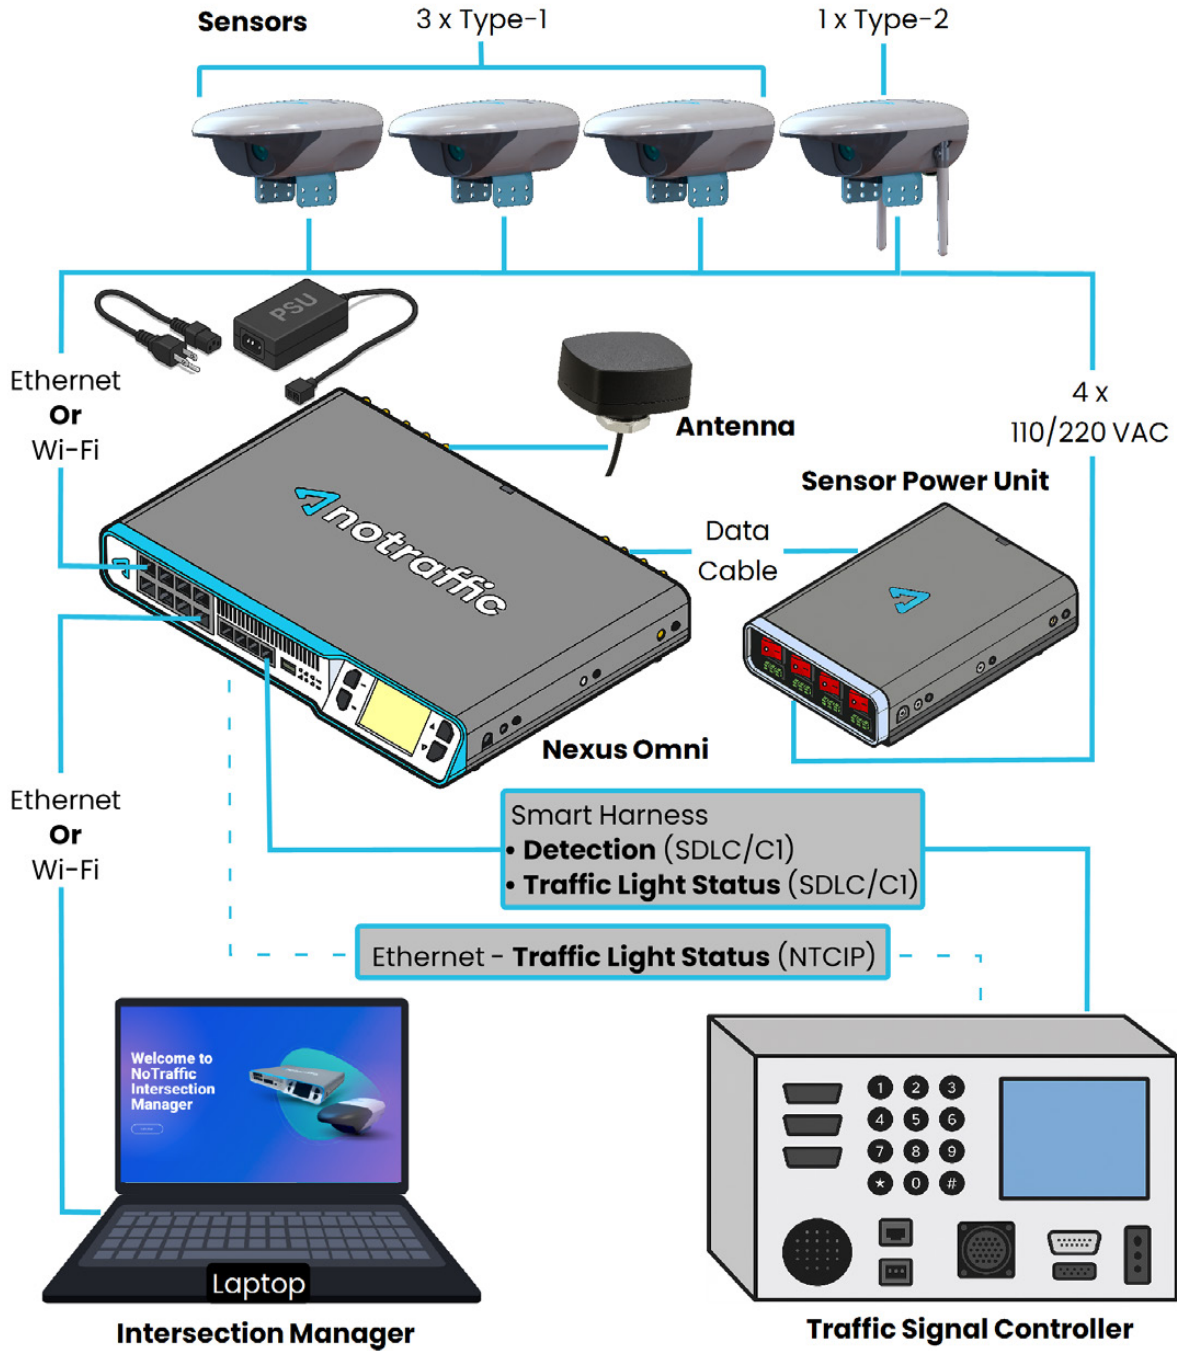 Sensors
3 x Type-1
1 x Type-2
PSU
Ethernet
Or
Wi-Fi
Antenna
4 x
110/220 VAC
Sensor Power Unit
notraffic
Data
Cable
Nexus Omni
Ethernet
Or
Wi-Fi
Smart Harness
• Detection (SDLC/C1)
• Traffic Light Status (SDLC/C1)
Ethernet - Traffic Light Status (NTCIP)
Welcome to
NoTraffic
Intersection
Manager
1 2 3
4 5 6
7 8 9
* 0 #
Laptop
Intersection Manager
Traffic Signal Controller